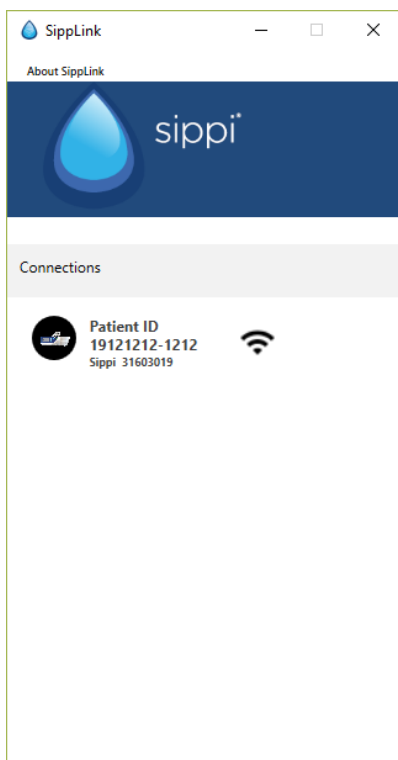 SippLink
About SippLink
sippi*
Connections
Patient ID
19121212-1212
Sippi 31603019